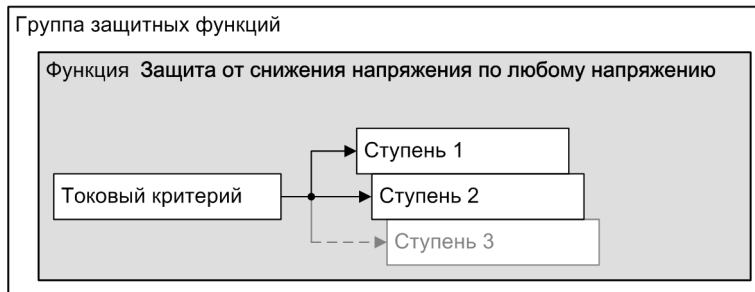 Группа защитных функций
Функция Защита от снижения напряжения по любому напряжению
Ступень 1
Токовый критерий
Ступень 2
Ступень 3